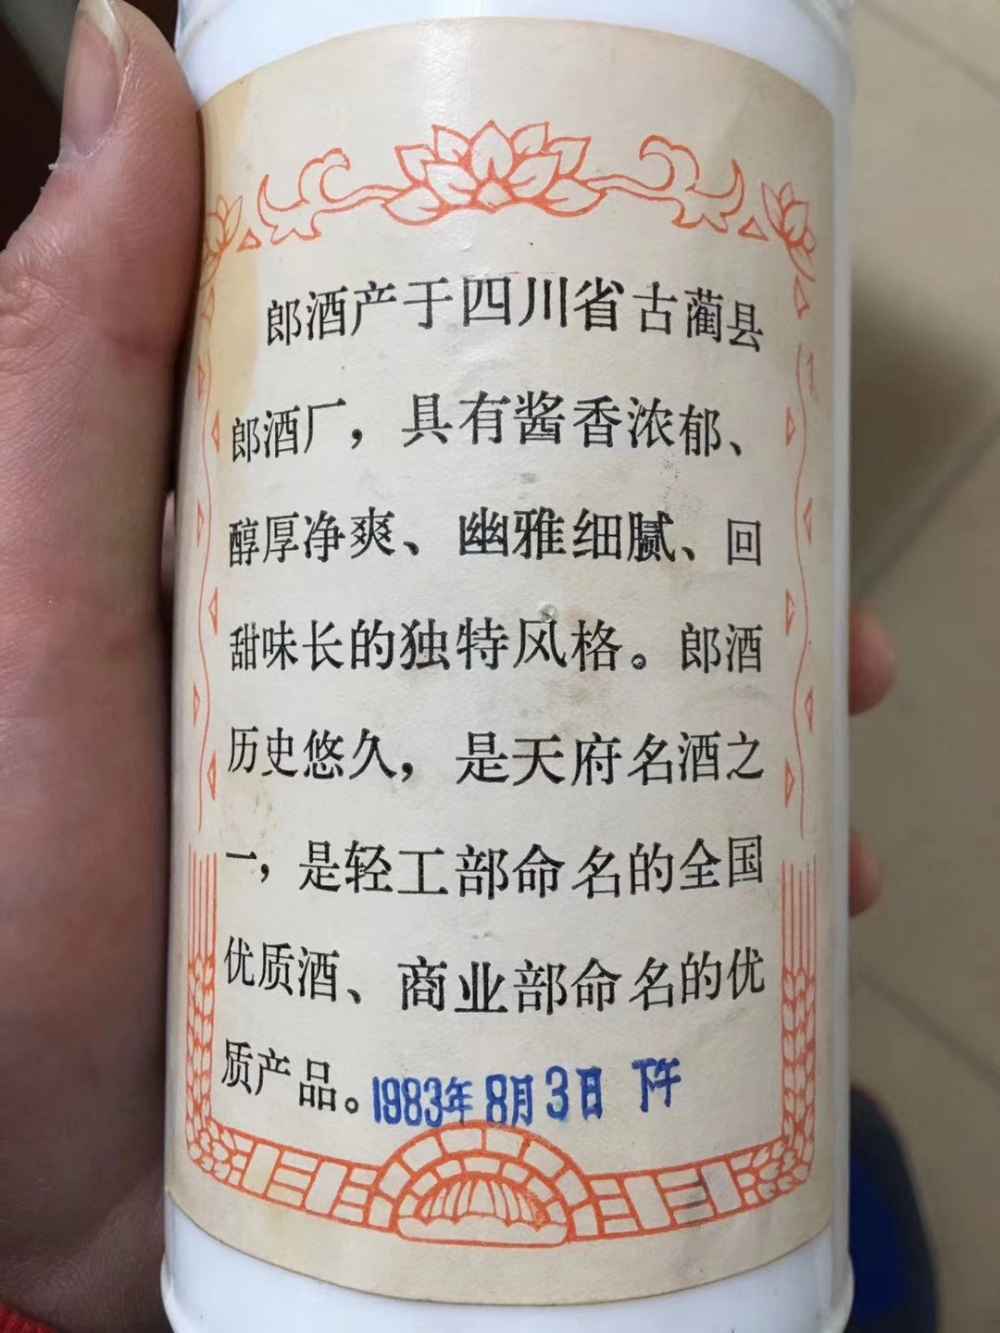 郎酒产于四川省古蔺县
郎酒厂，具有酱香浓郁、
醇厚净爽、幽雅细腻、回
甜味长的独特风格。郎酒
历史悠久，是天府名酒之
一，是轻工部命名的全国
优质酒、商业部命名的优
质产品。1983年8月3日 下午